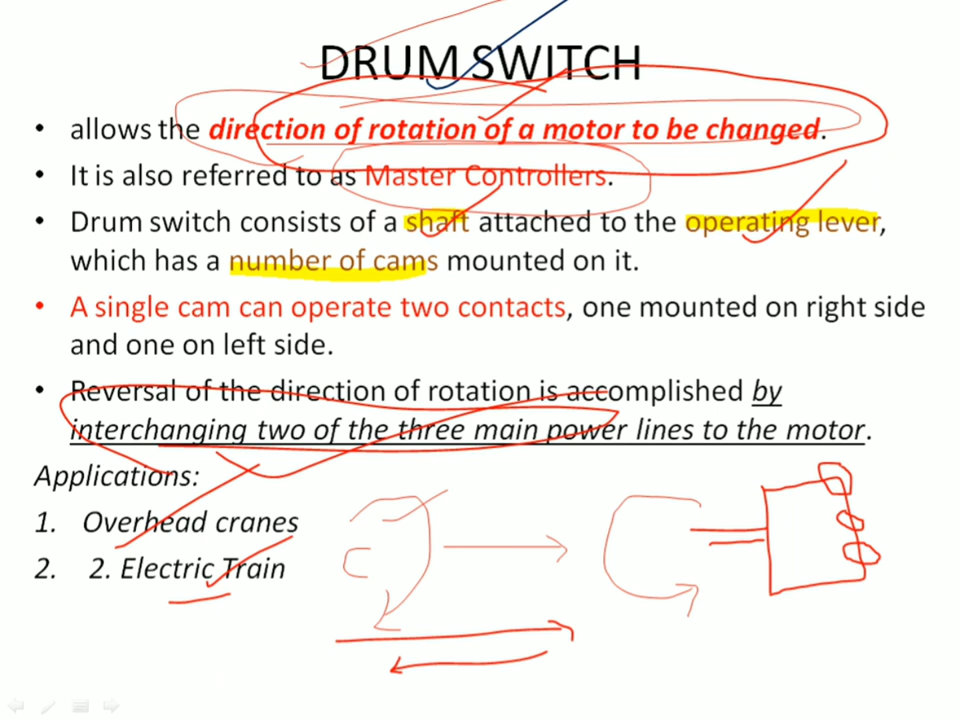 DRUM SWITCH
• allows the direction of rotation of a motor to be changed.
• It is also referred to as Master Controllers.
• Drum switch consists of a shaft attached to the operating lever,
which has a number of cams mounted on it.
• A single cam can operate two contacts, one mounted on right side
and one on left side.
• Reversal of the direction of rotation is accomplished by
interchanging two of the three main power lines to the motor.
Applications:
1. Overhead cranes
2. 2. Electric Train